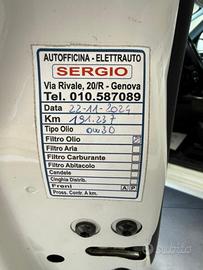 AUTOFFICINA - ELETTRAUTO
SERGIO
Via Rivale, 20/R - Genova
Tel. 010.587089
Data 22-11-2024
Km 191.237
Tipo Olio 0W30
Filtro Olio
Filtro Aria
Filtro Carburante
Filtro Abitacolo
Candele
Cinghia Distrib.
Freni A P
Pross. Contr. A km.
subito